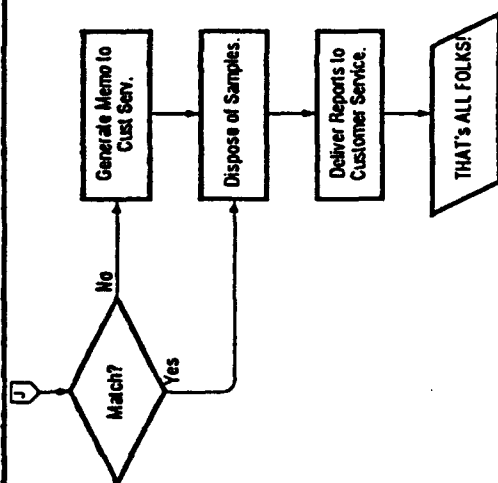 J
Match?
No
Yes
Generate Memo to
Cust Serv.
Dispose of Samples.
Deliver Reports to
Customer Service.
THAT's ALL FOLKS!